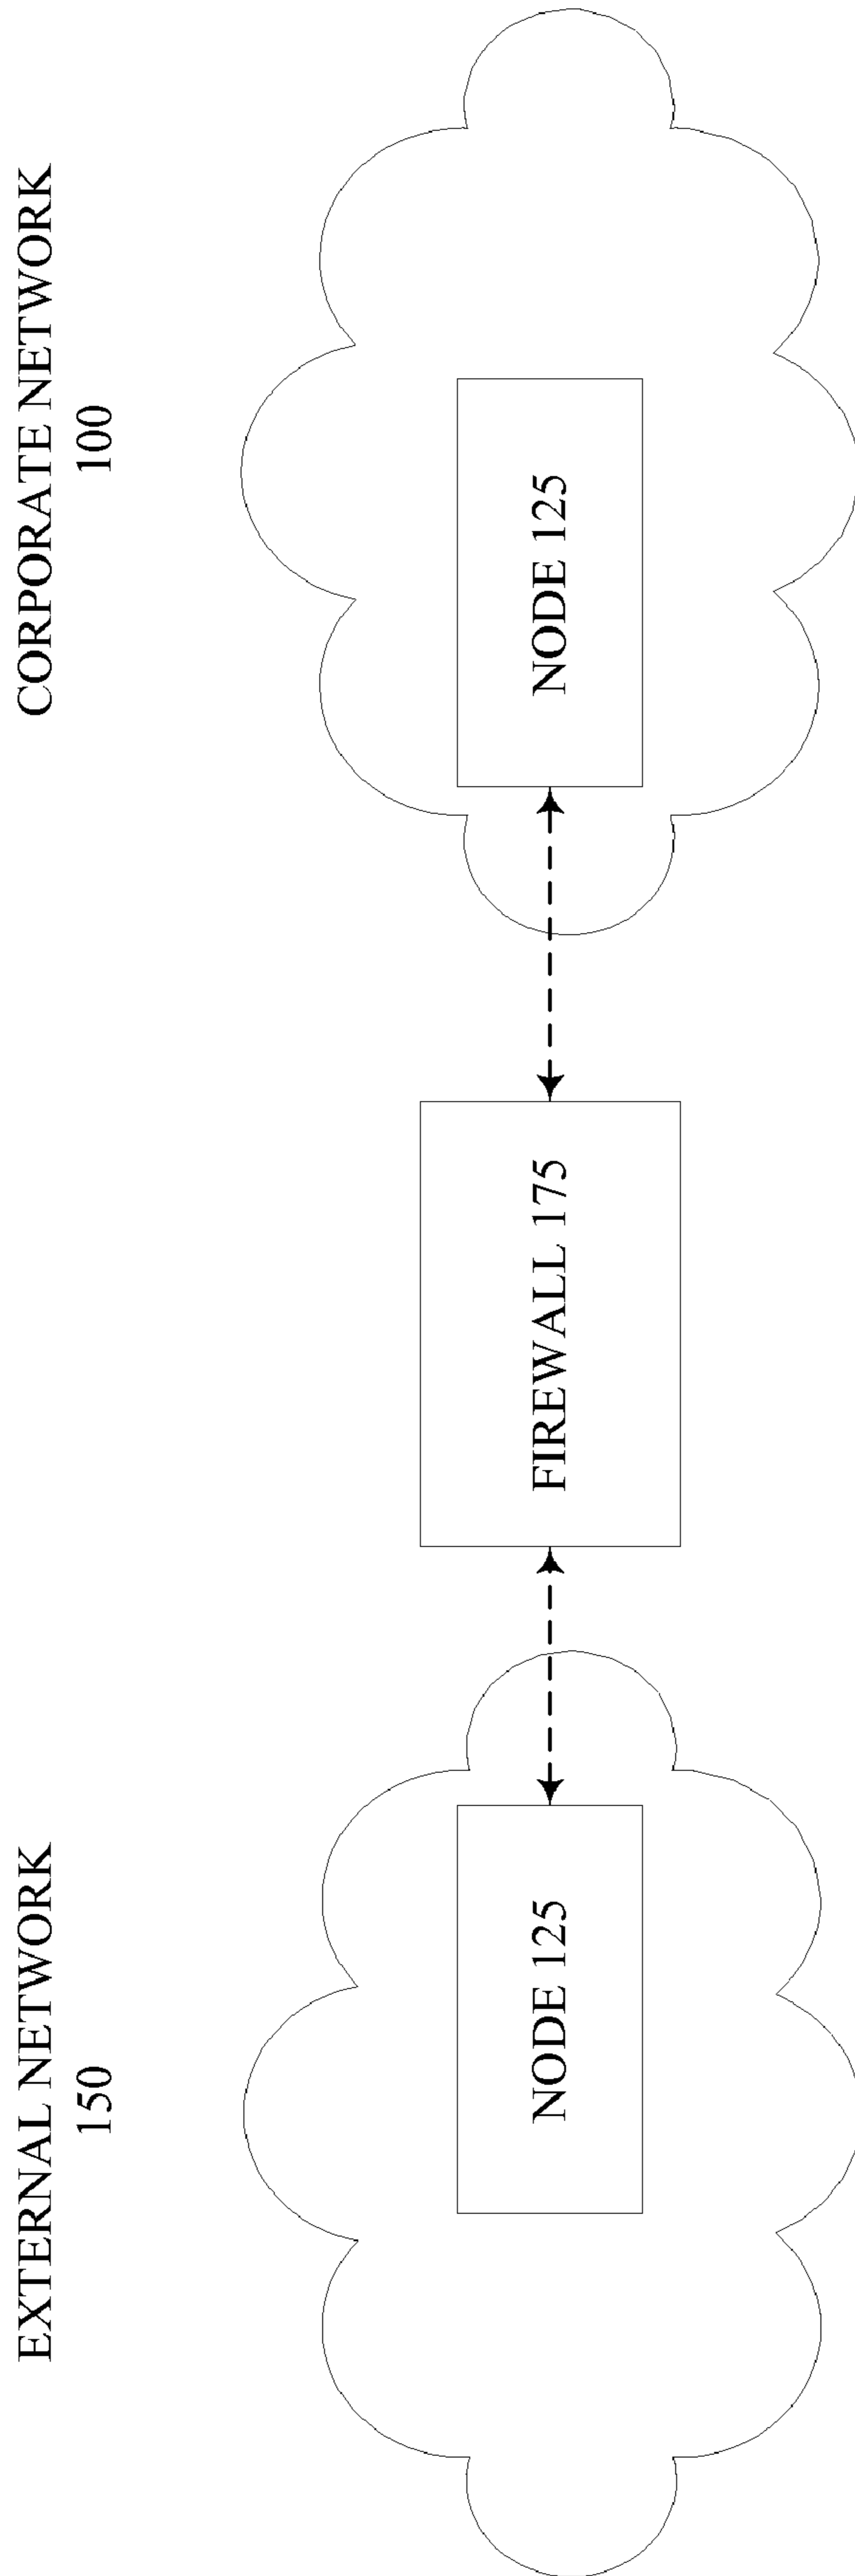 EXTERNAL NETWORK
150
CORPORATE NETWORK
100
NODE 125
FIREWALL 175
NODE 125